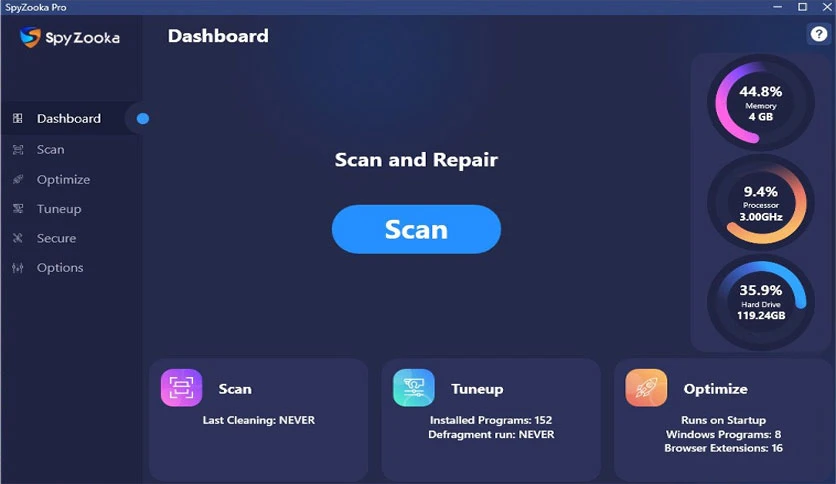 SpyZooka Pro
SpyZooka
Dashboard
?
Dashboard
Scan
Optimize
Tuneup
Secure
Options
Scan and Repair
Scan
44.8%
Memory
4 GB
9.4%
Processor
3.00GHz
35.9%
Hard Drive
119.24GB
Scan
Last Cleaning: NEVER
Tuneup
Installed Programs: 152
Defragment run: NEVER
Optimize
Runs on Startup
Windows Programs: 8
Browser Extensions: 16